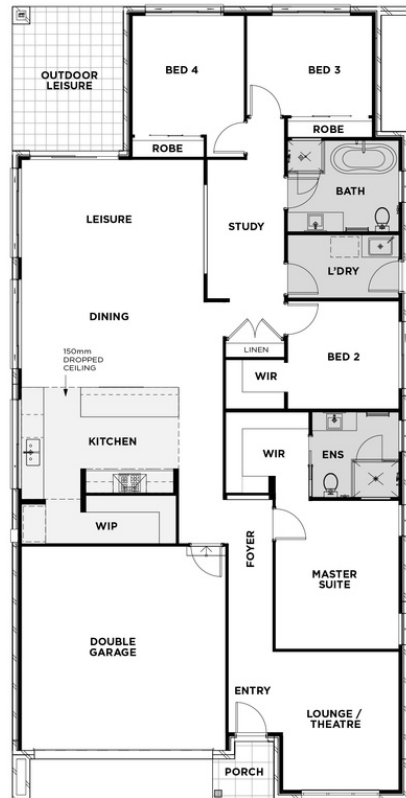 OUTDOOR
LEISURE
BED 4
BED 3
ROBE
ROBE
LEISURE
STUDY
BATH
L'DRY
DINING
150mm
DROPPED
CEILING
LINEN
WIR
BED 2
KITCHEN
WIR
ENS
WIP
FOYER
MASTER
SUITE
DOUBLE
GARAGE
ENTRY
LOUNGE /
THEATRE
PORCH